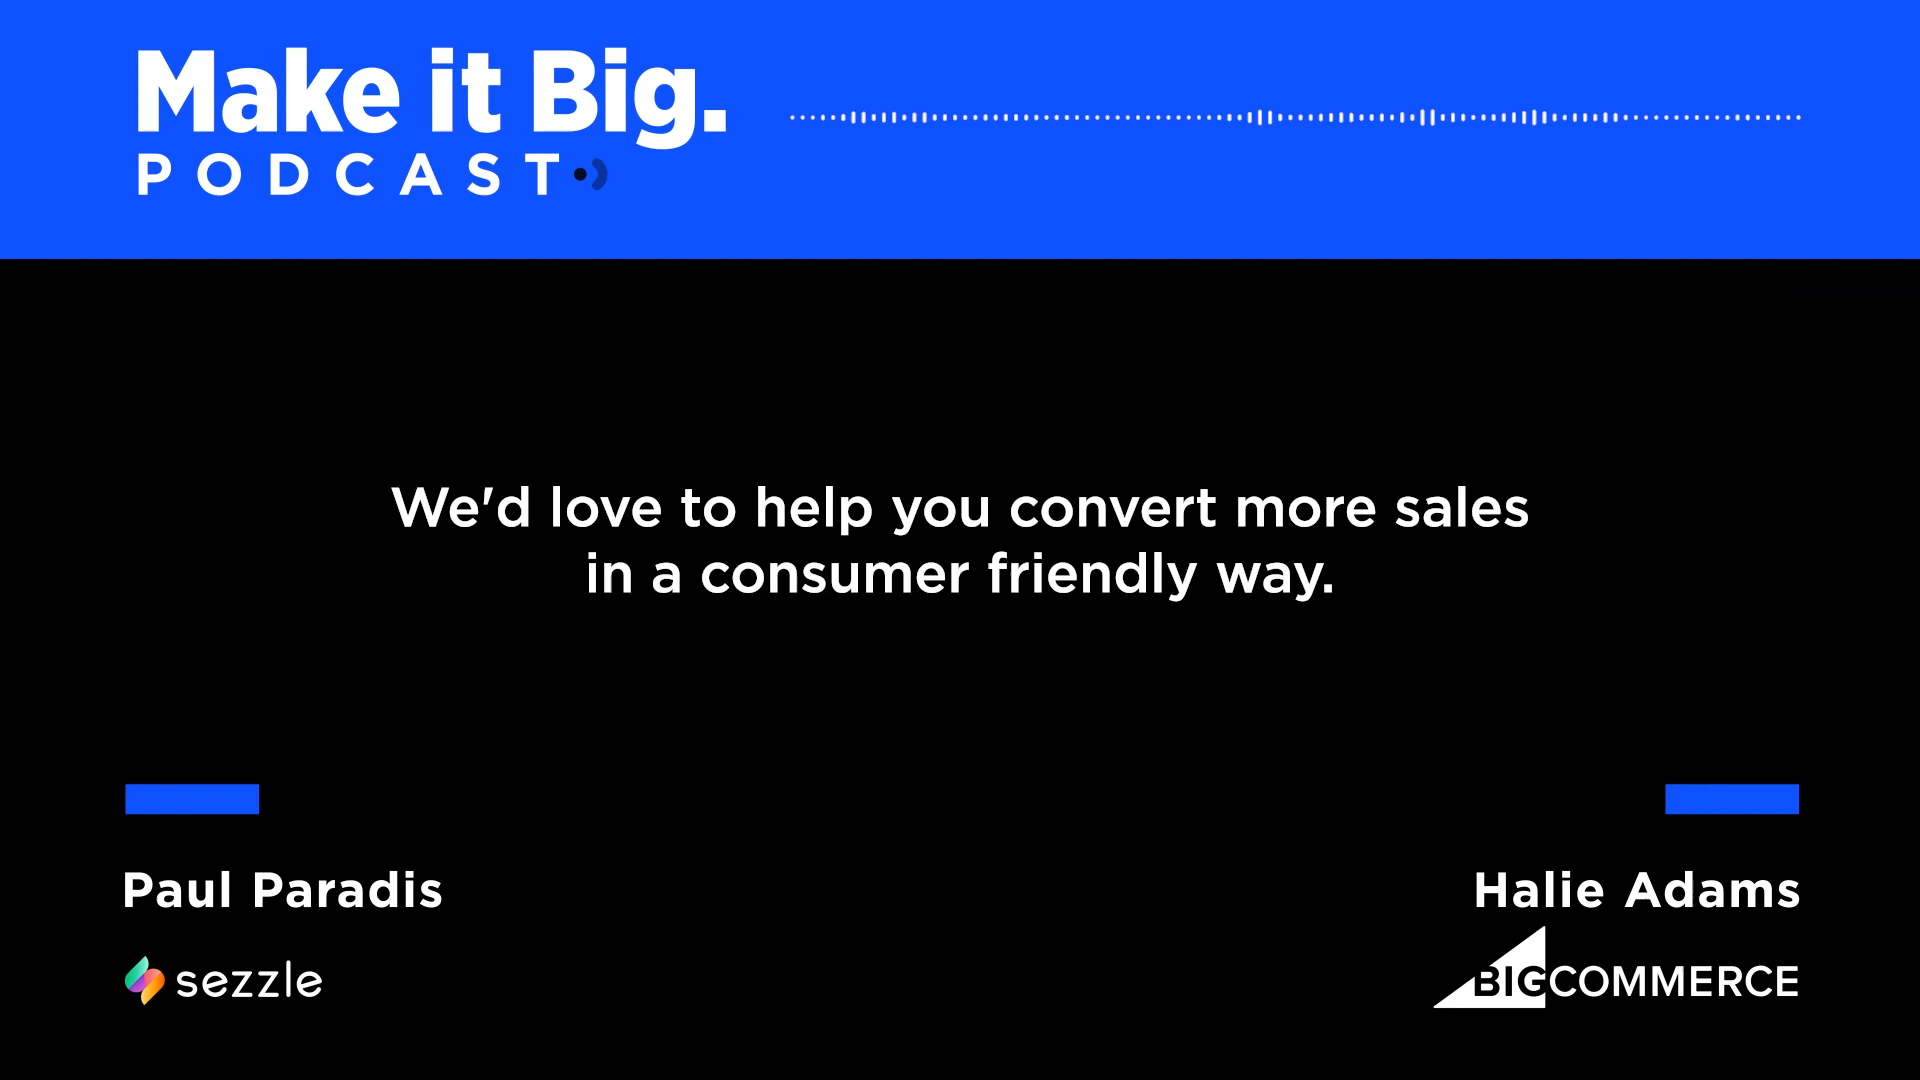 Make it Big.
PODCAST
We'd love to help you convert more sales
in a consumer friendly way.
Paul Paradis
Halie Adams
sezzle
BIGCOMMERCE